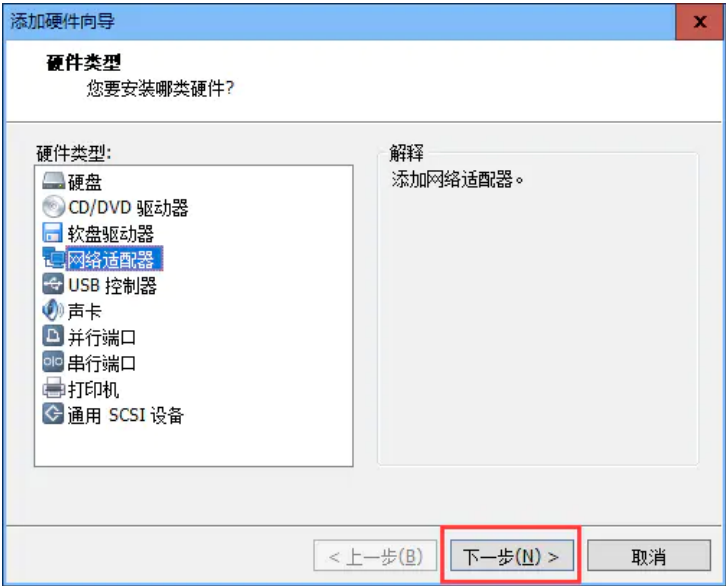 添加硬件向导
硬件类型
您要安装哪类硬件?
硬件类型:
硬盘
CD/DVD 驱动器
软盘驱动器
网络适配器
USB 控制器
声卡
并行端口
串行端口
打印机
通用 SCSI 设备
解释
添加网络适配器。
< 上一步(B)
下一步(N) >
取消